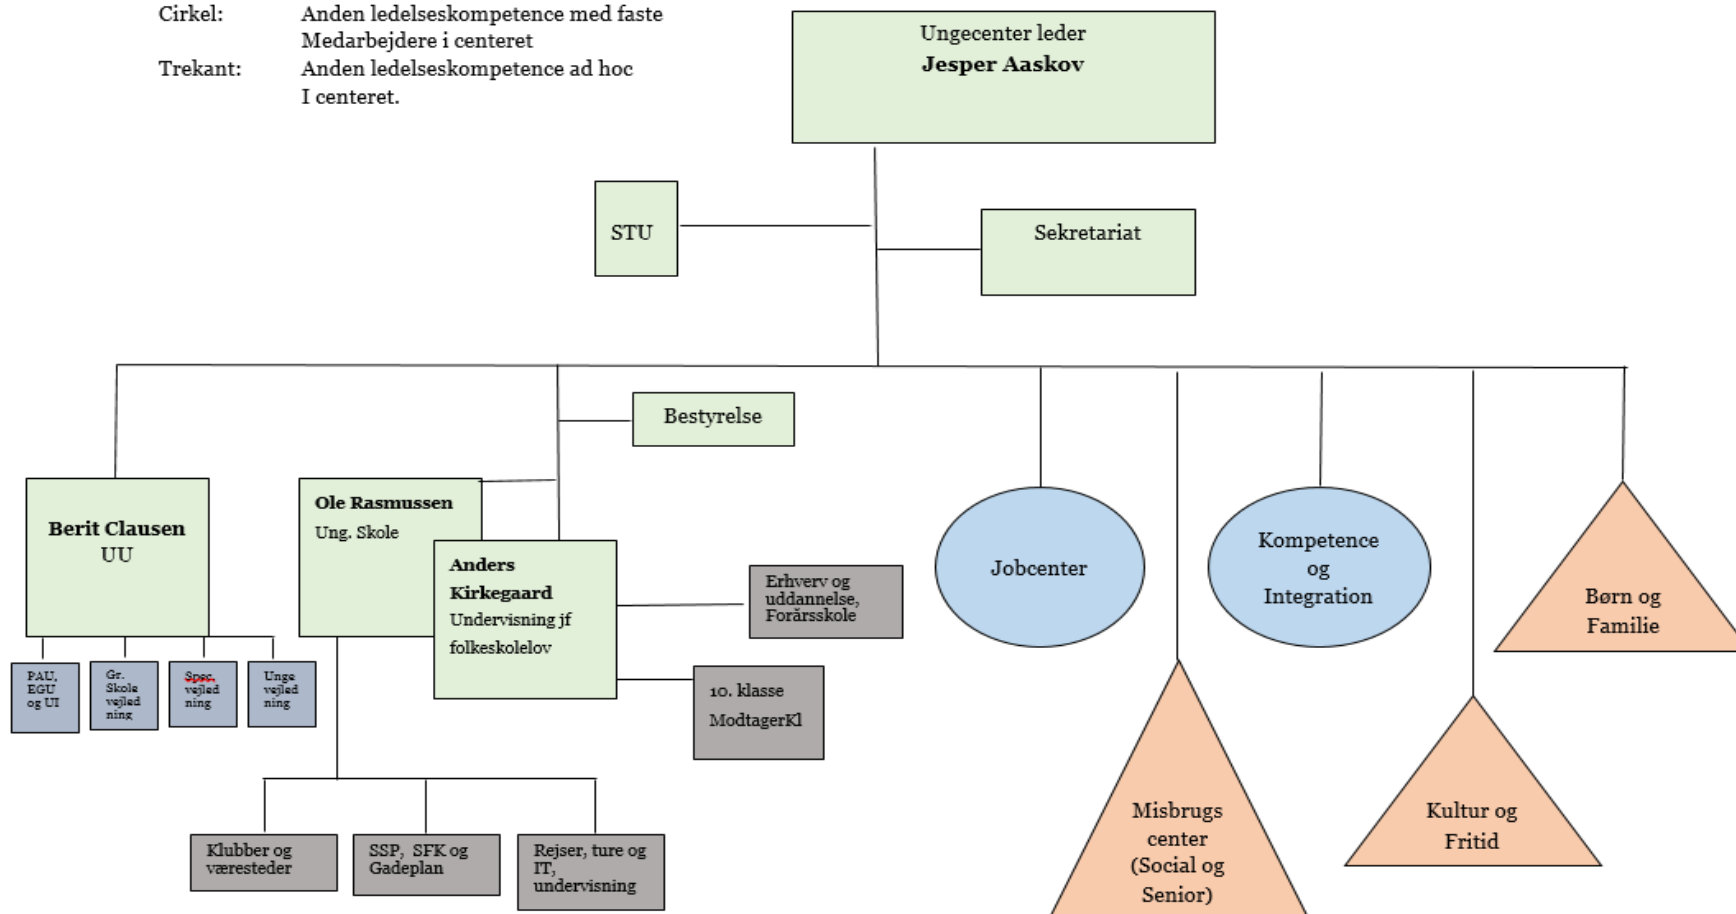 Cirkel: Anden ledelseskompetence med faste
Medarbejdere i centeret
Trekant: Anden ledelseskompetence ad hoc
I centeret.
Ungecenter leder
Jesper Aaskov
STU
Sekretariat
Bestyrelse
Berit Clausen
UU
Ole Rasmussen
Ung. Skole
Anders
Kirkegaard
Undervisning jf
folkeskolelov
Erhverv og
uddannelse,
Forårsskole
10. klasse
ModtagerKl
Jobcenter
Kompetence
og
Integration
Børn og
Familie
PAU,
EGU
og UI
Gr.
Skole
vejled
ning
Spec.
vejled
ning
Unge
vejled
ning
Klubber og
væresteder
SSP, SFK og
Gadeplan
Rejser, ture og
IT,
undervisning
Misbrugs
center
(Social og
Senior)
Kultur og
Fritid